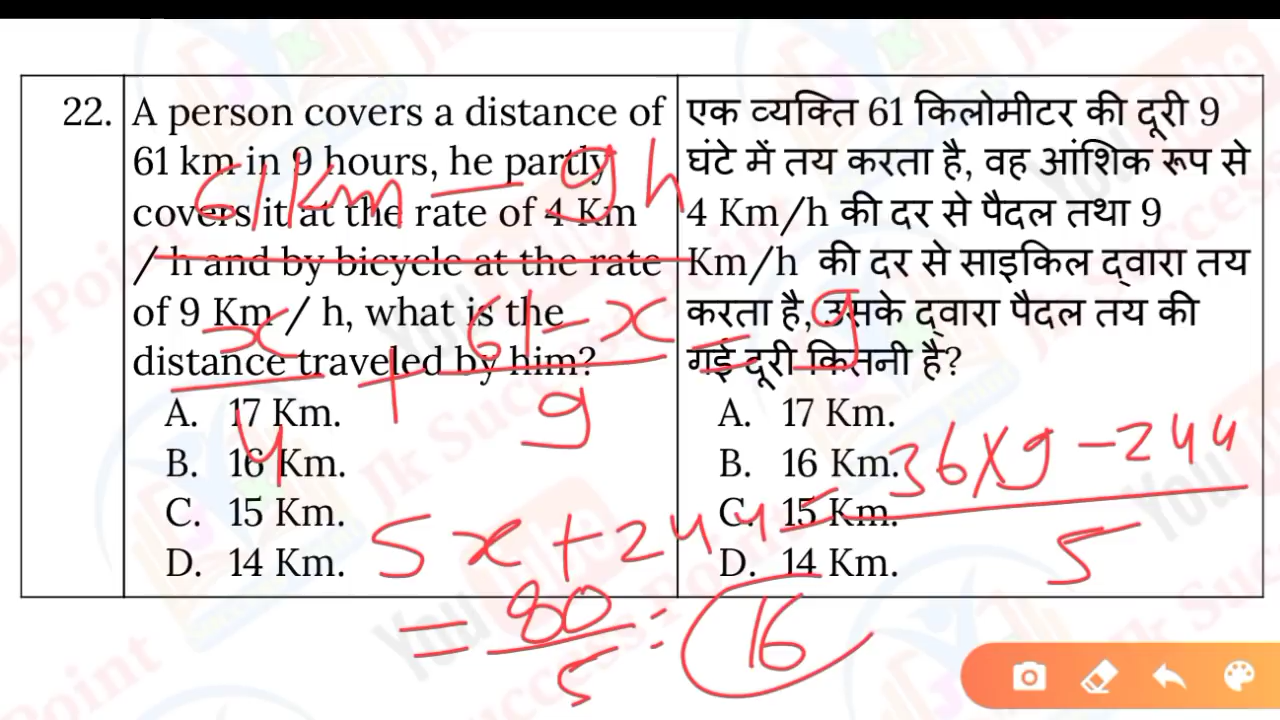 22.
A person covers a distance of
61 km in 9 hours, he partly
covers it at the rate of 4 Km
/ h and by bicycle at the rate
of 9 Km / h, what is the
distance traveled by him?
A. 17 Km.
B. 16 Km.
C. 15 Km.
D. 14 Km.
एक व्यक्ति 61 किलोमीटर की दूरी 9
घंटे में तय करता है, वह आंशिक रूप से
4 Km/h की दर से पैदल तथा 9
Km/h की दर से साइकिल द्वारा तय
करता है, उसके द्वारा पैदल तय की
गई दूरी कितनी है?
A. 17 Km.
B. 16 Km.
C. 15 Km.
D. 14 Km.
61 Km — 9 h
x/4 + 61-x/9 = 9
5x + 244 = 36x9 - 244
5
= 80/5 = 16